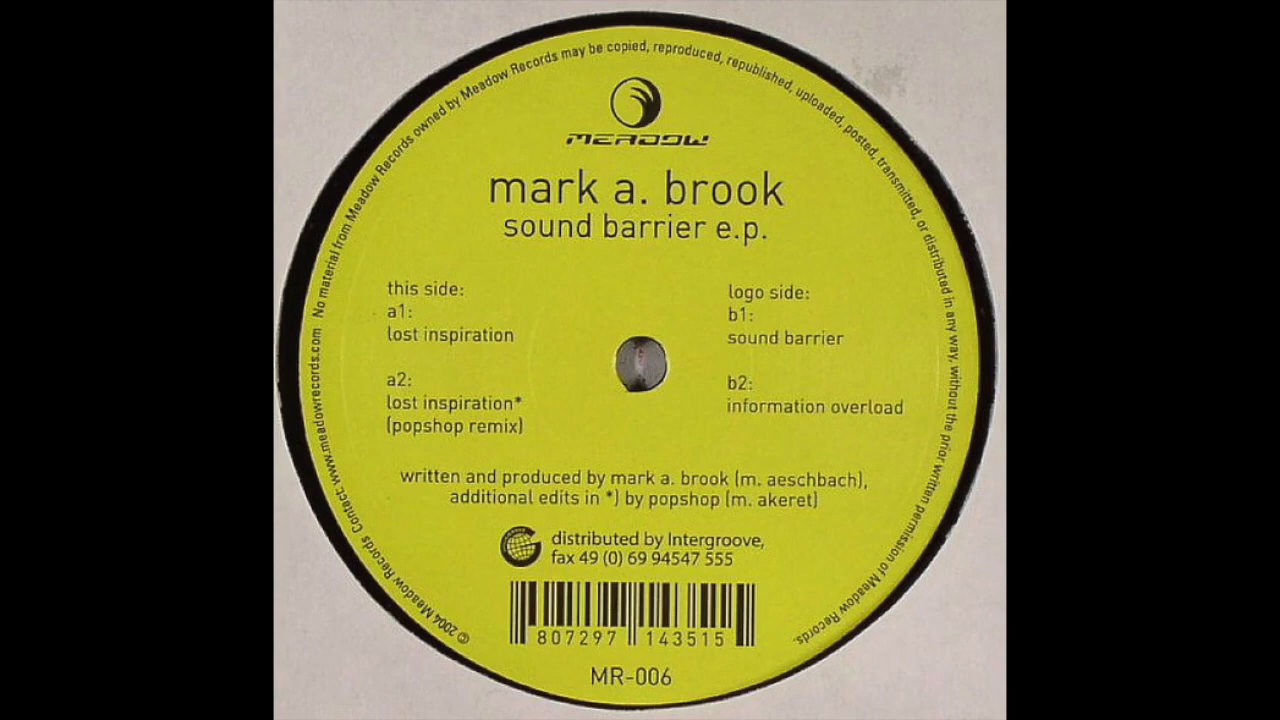 No material from Meadow Records owned by Meadow Records may be copied, reproduced, republished, uploaded, posted, transmitted, or distributed in any way, without the prior written permission of Meadow Records.
MEADOW
mark a. brook
sound barrier e.p.
this side:
a1:
lost inspiration
a2:
lost inspiration*
(popshop remix)
logo side:
b1:
sound barrier
b2:
information overload
written and produced by mark a. brook (m. aeschbach),
additional edits in *) by popshop (m. akeret)
distributed by Intergroove,
fax 49 (0) 69 94547 555
807297 143515
MR-006
© 2004 Meadow Records Contact: www.meadowrecords.com